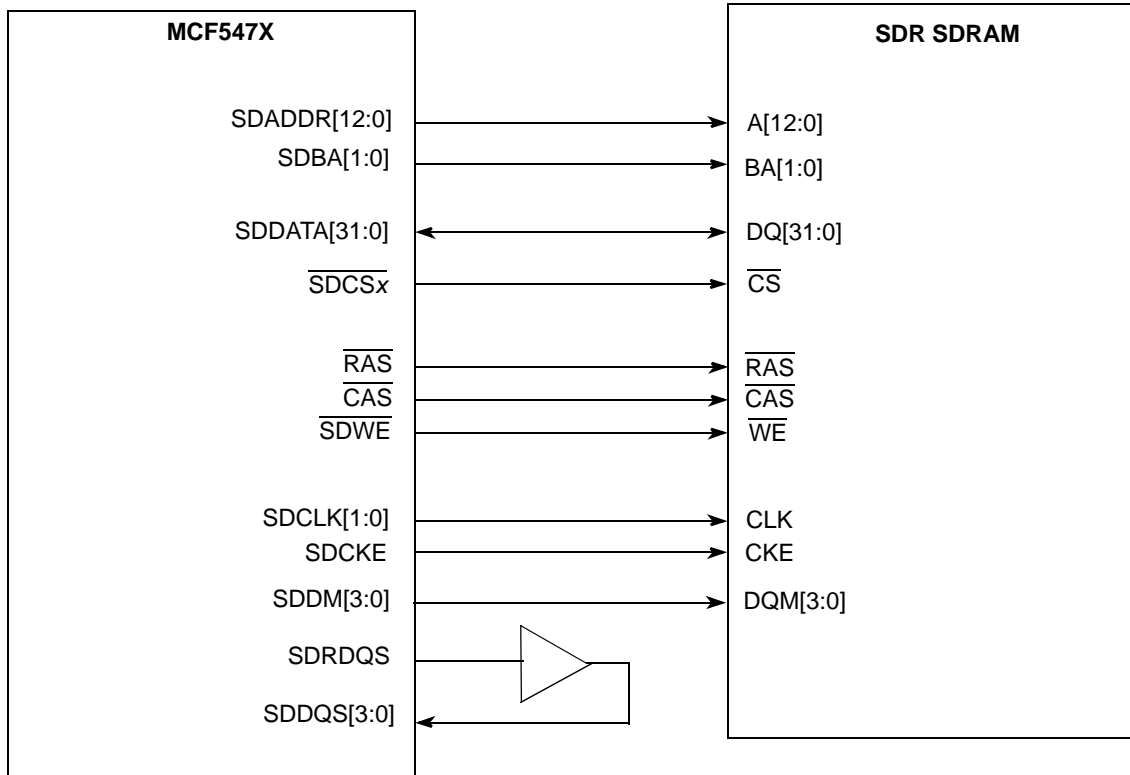 MCF547X
SDR SDRAM
SDADDR[12:0]
A[12:0]
SDBA[1:0]
BA[1:0]
SDDATA[31:0]
DQ[31:0]
SDCSx
CS
RAS
RAS
CAS
CAS
SDWE
WE
SDCLK[1:0]
CLK
SDCKE
CKE
SDDM[3:0]
DQM[3:0]
SDRDQS
SDDQS[3:0]